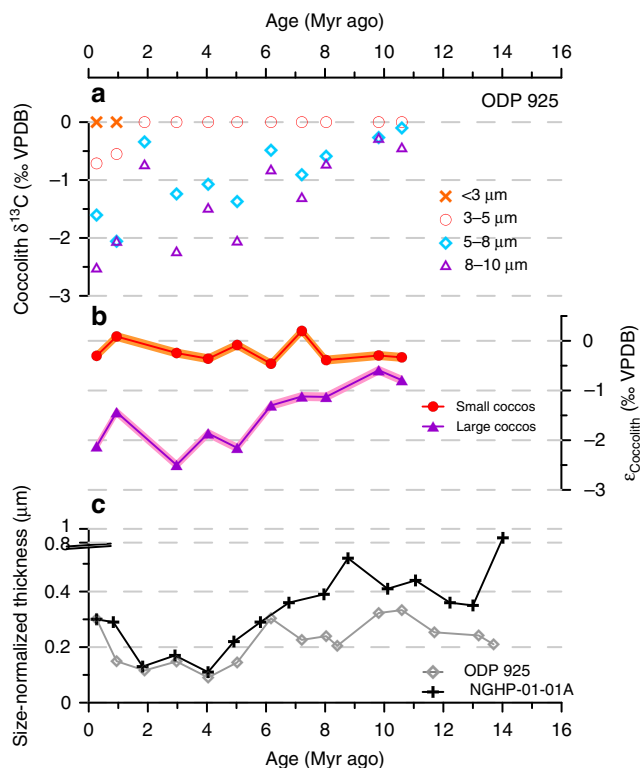 Age (Myr ago)
0 2 4 6 8 10 12 14 16
a
ODP 925
Coccolith δ13C (‰ VPDB)
0
−1
−2
−3
<3 μm
3–5 μm
5–8 μm
8–10 μm
b
εCoccolith (‰ VPDB)
0
−1
−2
−3
Small coccos
Large coccos
c
Size-normalized thickness (μm)
1
0.8
0.4
0.2
0
ODP 925
NGHP-01-01A
0 2 4 6 8 10 12 14 16
Age (Myr ago)